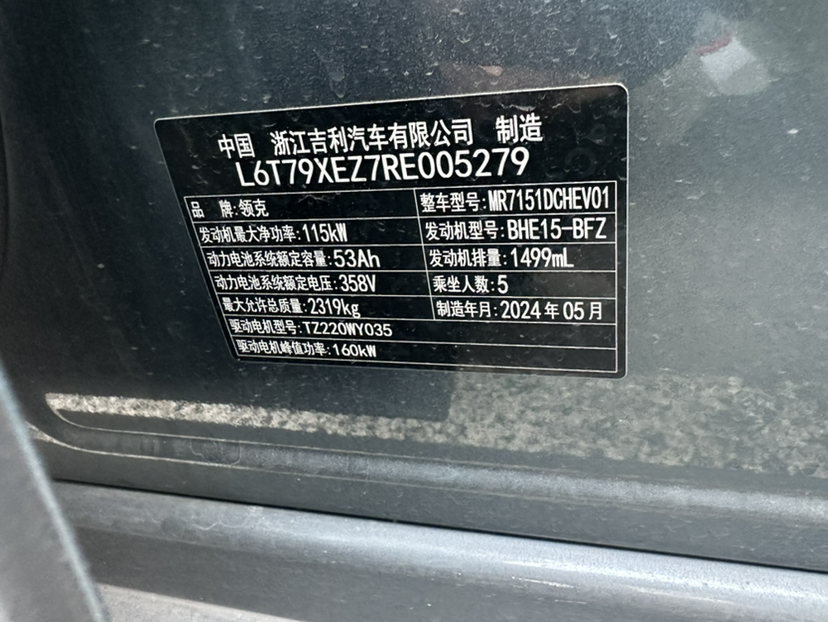 中国 浙江吉利汽车有限公司 制造
L6T79XEZ7RE005279
品 牌:领克 整车型号:MR7151DCHEV01
发动机最大净功率:115kW 发动机型号:BHE15-BFZ
动力电池系统额定容量:53Ah 发动机排量:1499mL
动力电池系统额定电压:358V 乘坐人数:5
最大允许总质量:2319kg 制造年月:2024年05月
驱动电机型号:TZ220WY035
驱动电机峰值功率:160kW